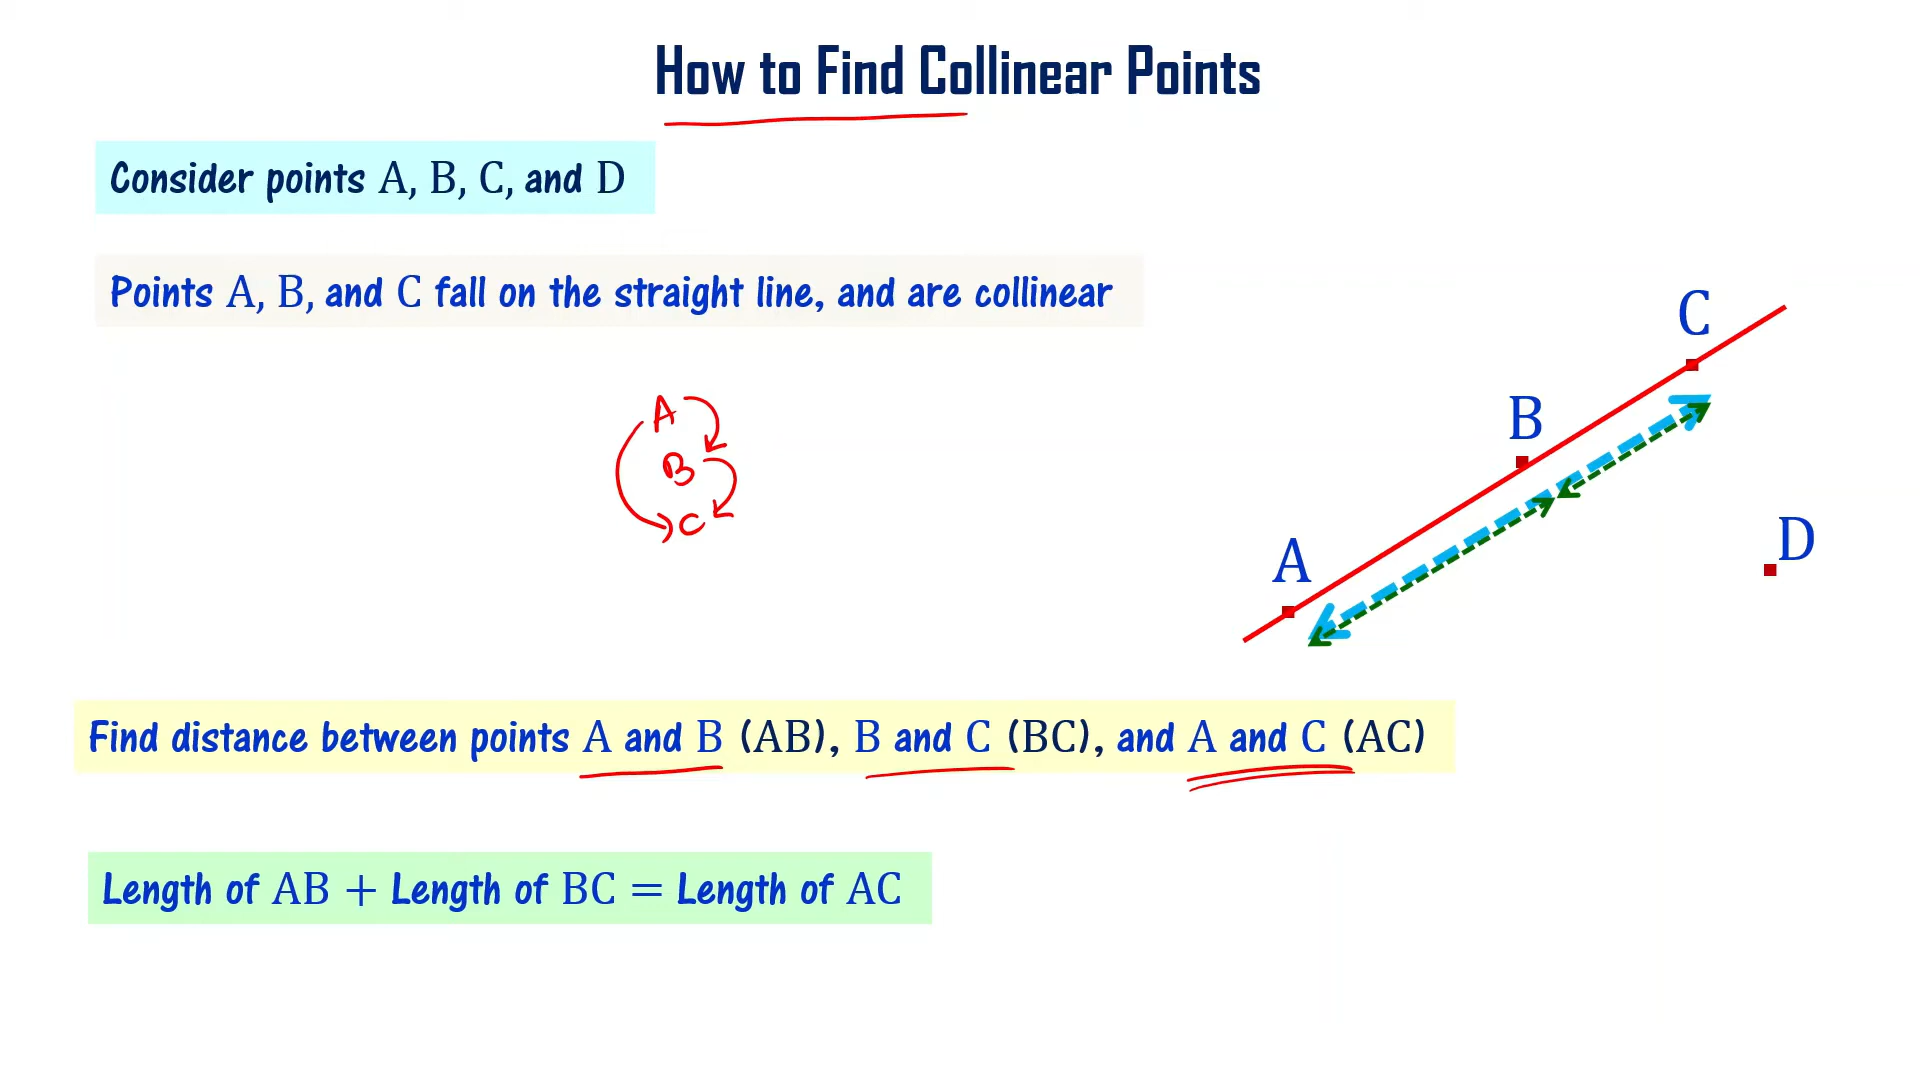 How to Find Collinear Points
Consider points A, B, C, and D
Points A, B, and C fall on the straight line, and are collinear
C
B
A
D
A
B
C
Find distance between points A and B (AB), B and C (BC), and A and C (AC)
Length of AB + Length of BC = Length of AC